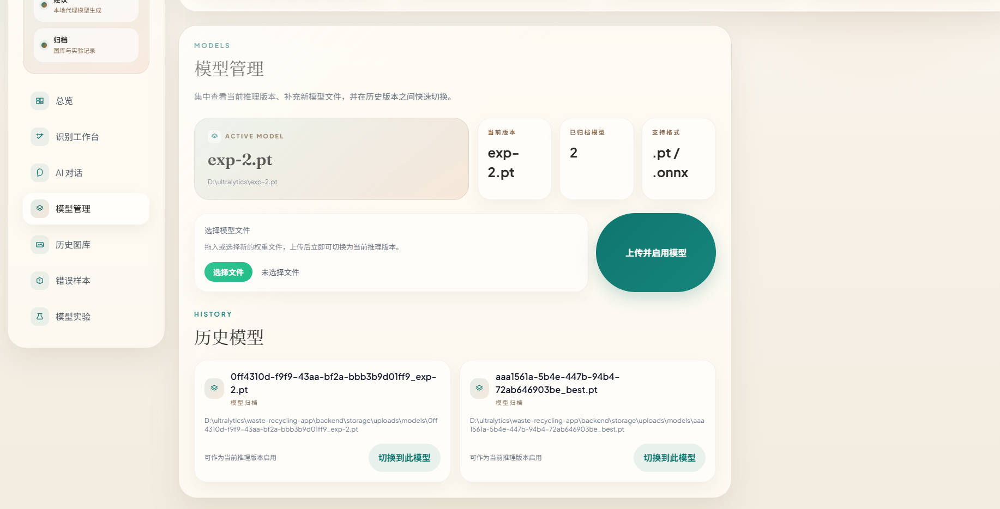 建议
本地代理模型生成
归档
图库与实验记录
总览
识别工作台
AI 对话
模型管理
历史图库
错误样本
模型实验
MODELS
模型管理
集中查看当前推理版本、补充新模型文件，并在历史版本之间快速切换。
ACTIVE MODEL
exp-2.pt
D:\ultralytics\exp-2.pt
当前版本
exp-
2.pt
已归档模型
2
支持格式
.pt /
.onnx
选择模型文件
拖入或选择新的权重文件，上传后立即可切换为当前推理版本。
选择文件 未选择文件
上传并启用模型
HISTORY
历史模型
0ff4310d-f9f9-43aa-bf2a-bbb3b9d01ff9_exp-
2.pt
模型归档
D:\ultralytics\waste-recycling-app\backend\storage\uploads\models\0ff
4310d-f9f9-43aa-bf2a-bbb3b9d01ff9_exp-2.pt
可作为当前推理版本启用
切换到此模型
aaa1561a-5b4e-447b-94b4-
72ab646903be_best.pt
模型归档
D:\ultralytics\waste-recycling-app\backend\storage\uploads\models\aaa
1561a-5b4e-447b-94b4-72ab646903be_best.pt
可作为当前推理版本启用
切换到此模型